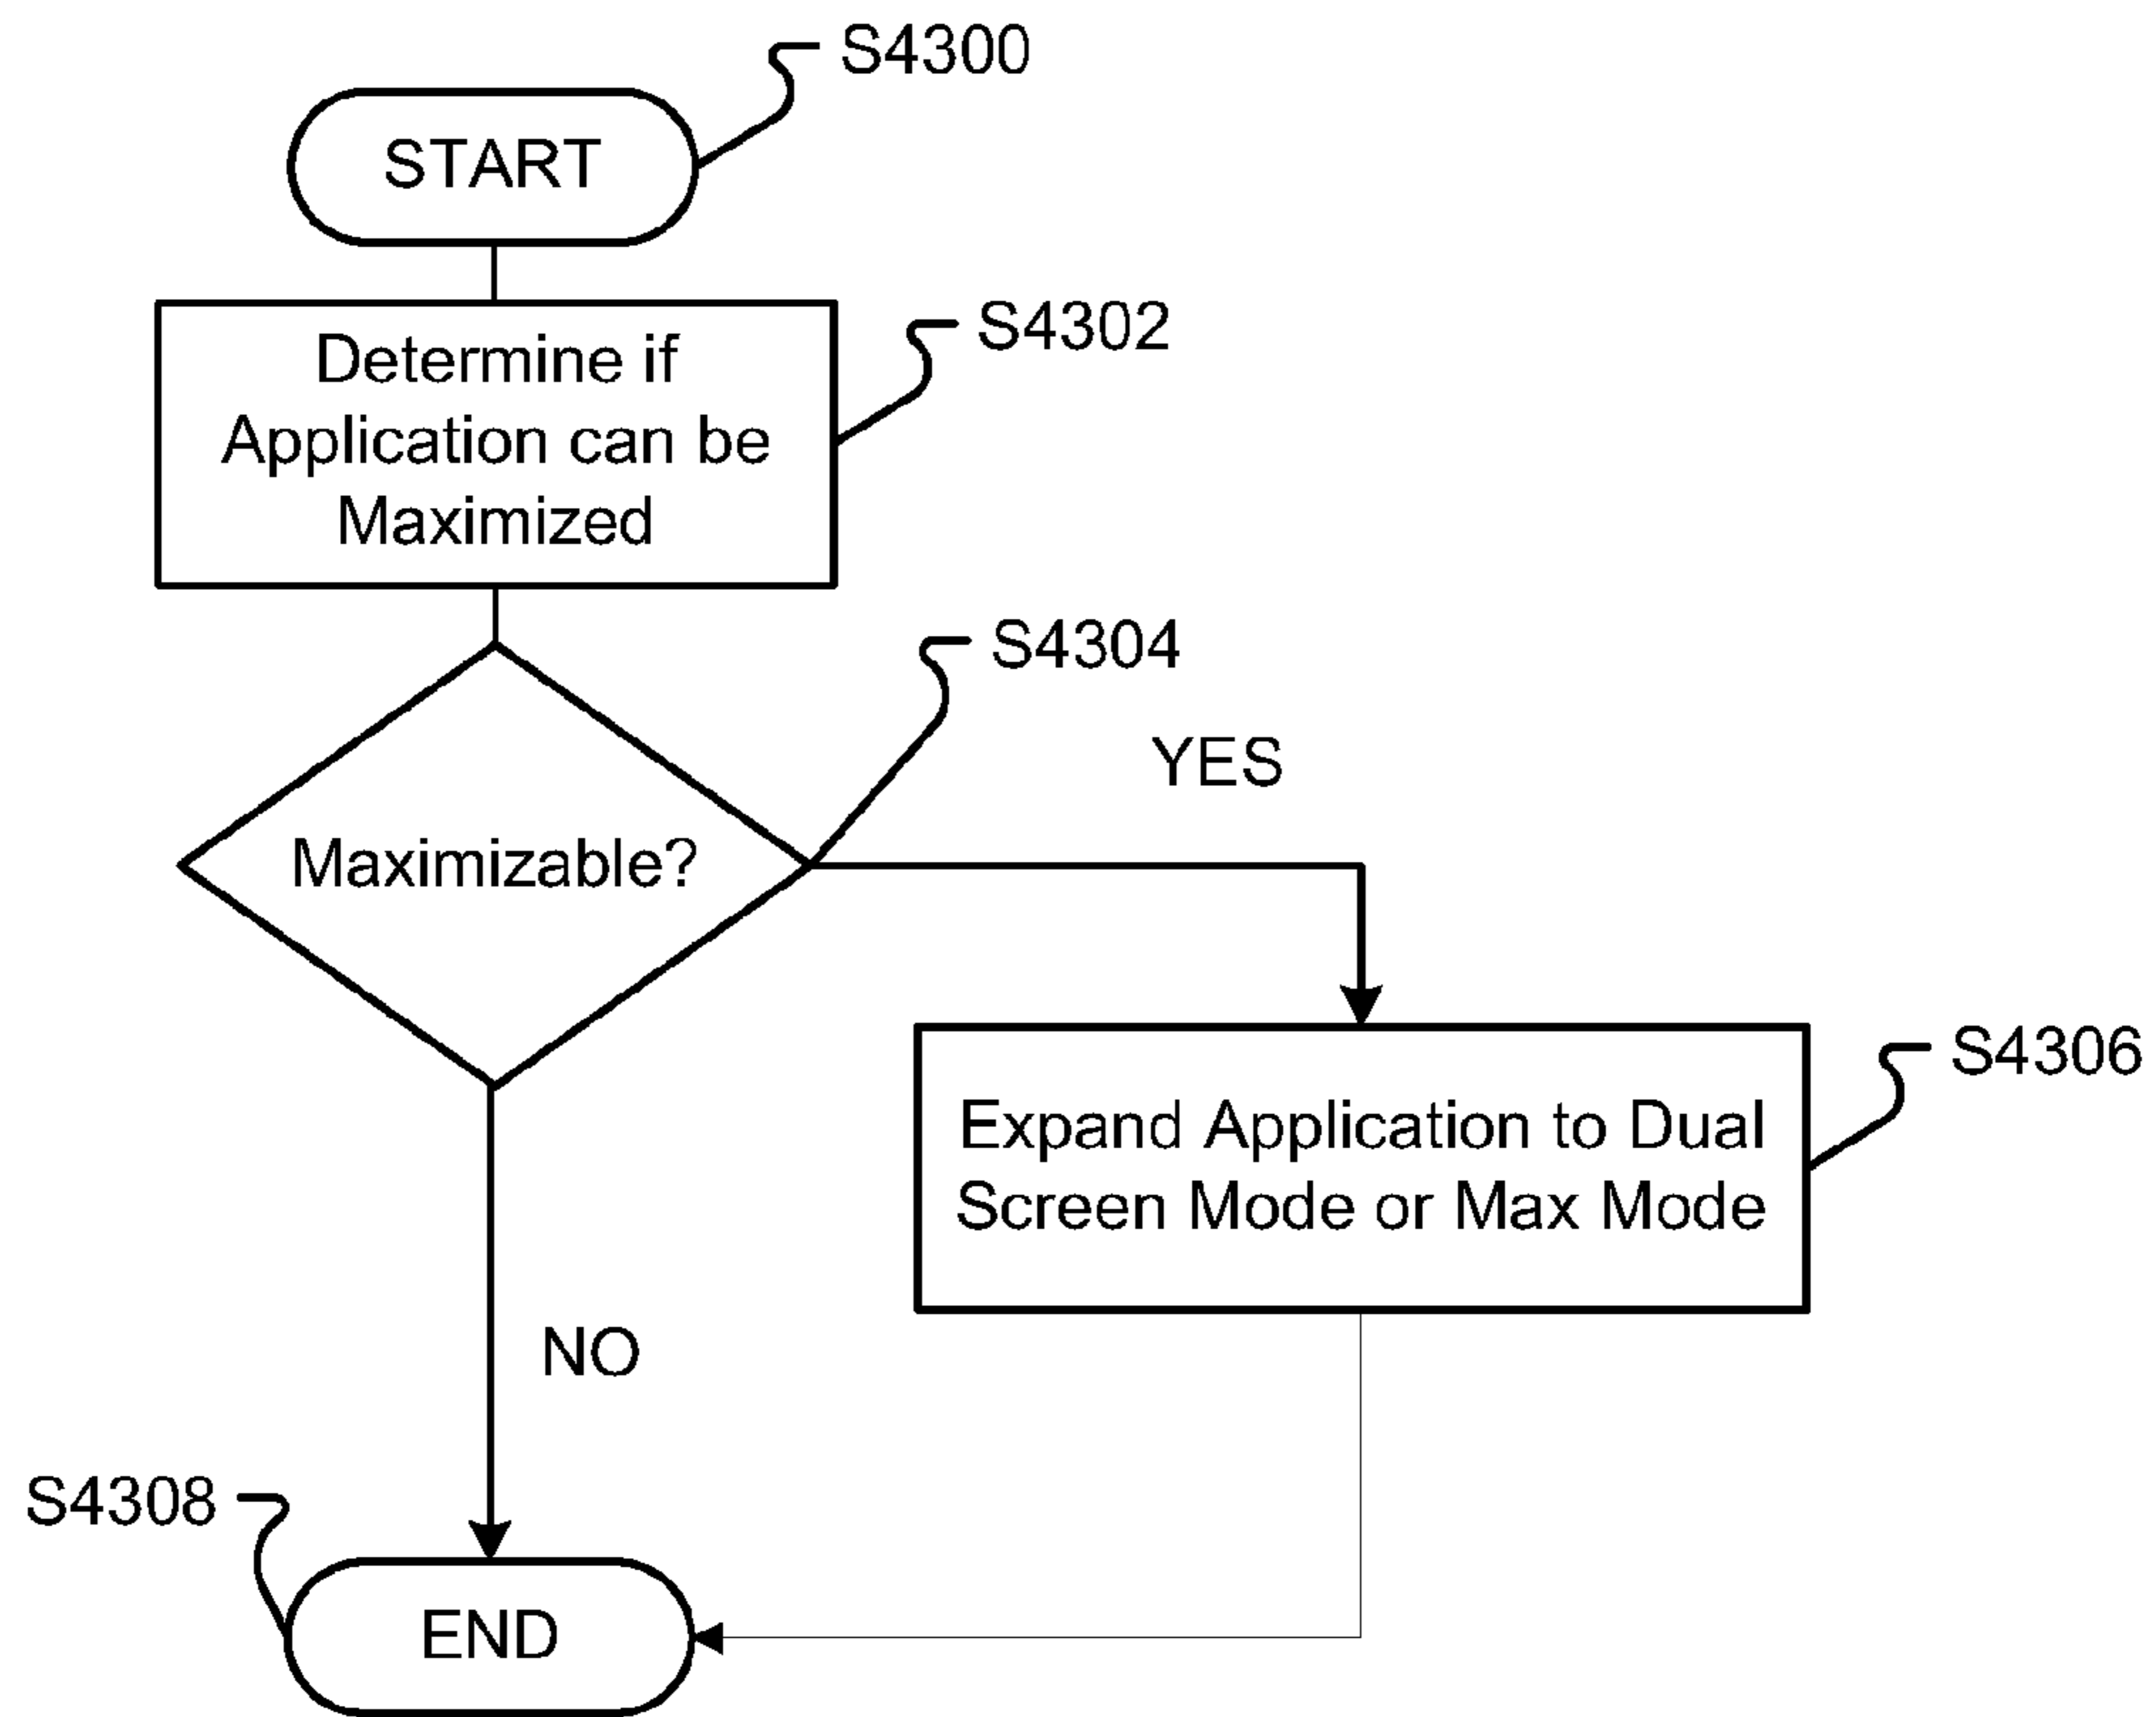 S4300
START
S4302
Determine if
Application can be
Maximized
S4304
YES
Maximizable?
S4306
Expand Application to Dual
Screen Mode or Max Mode
NO
S4308
END